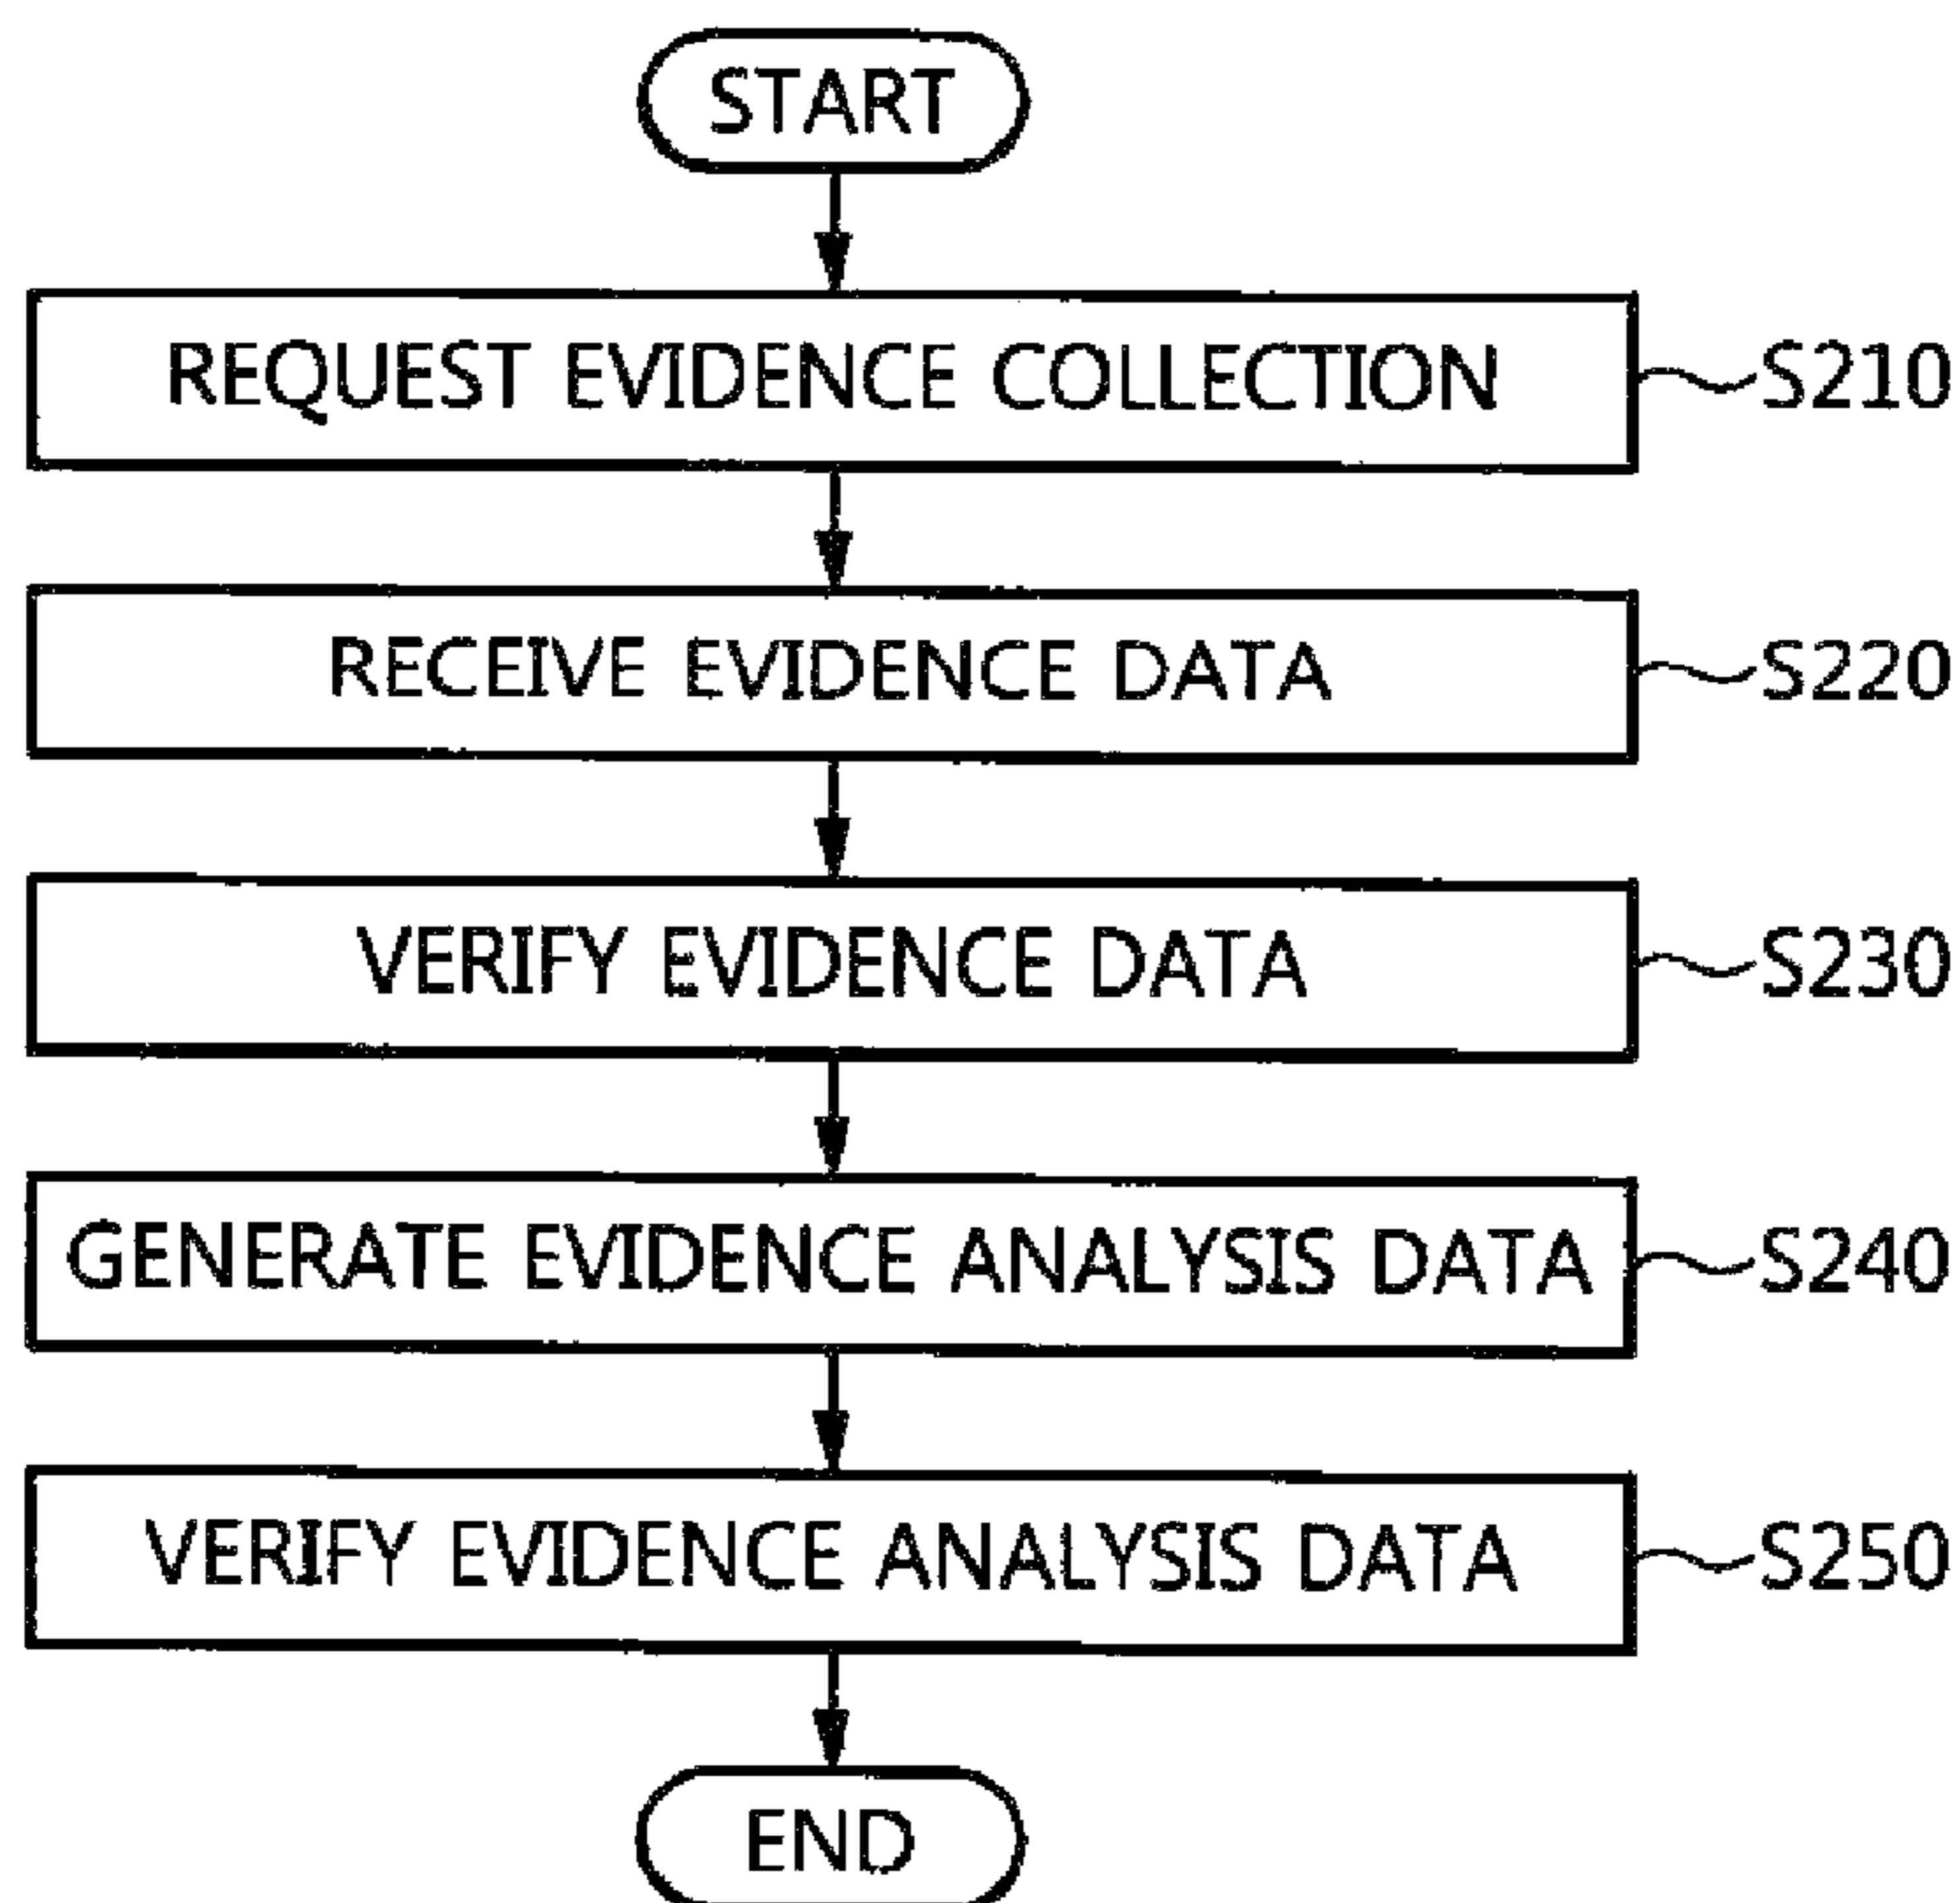 START
REQUEST EVIDENCE COLLECTION S210
RECEIVE EVIDENCE DATA S220
VERIFY EVIDENCE DATA S230
GENERATE EVIDENCE ANALYSIS DATA S240
VERIFY EVIDENCE ANALYSIS DATA S250
END